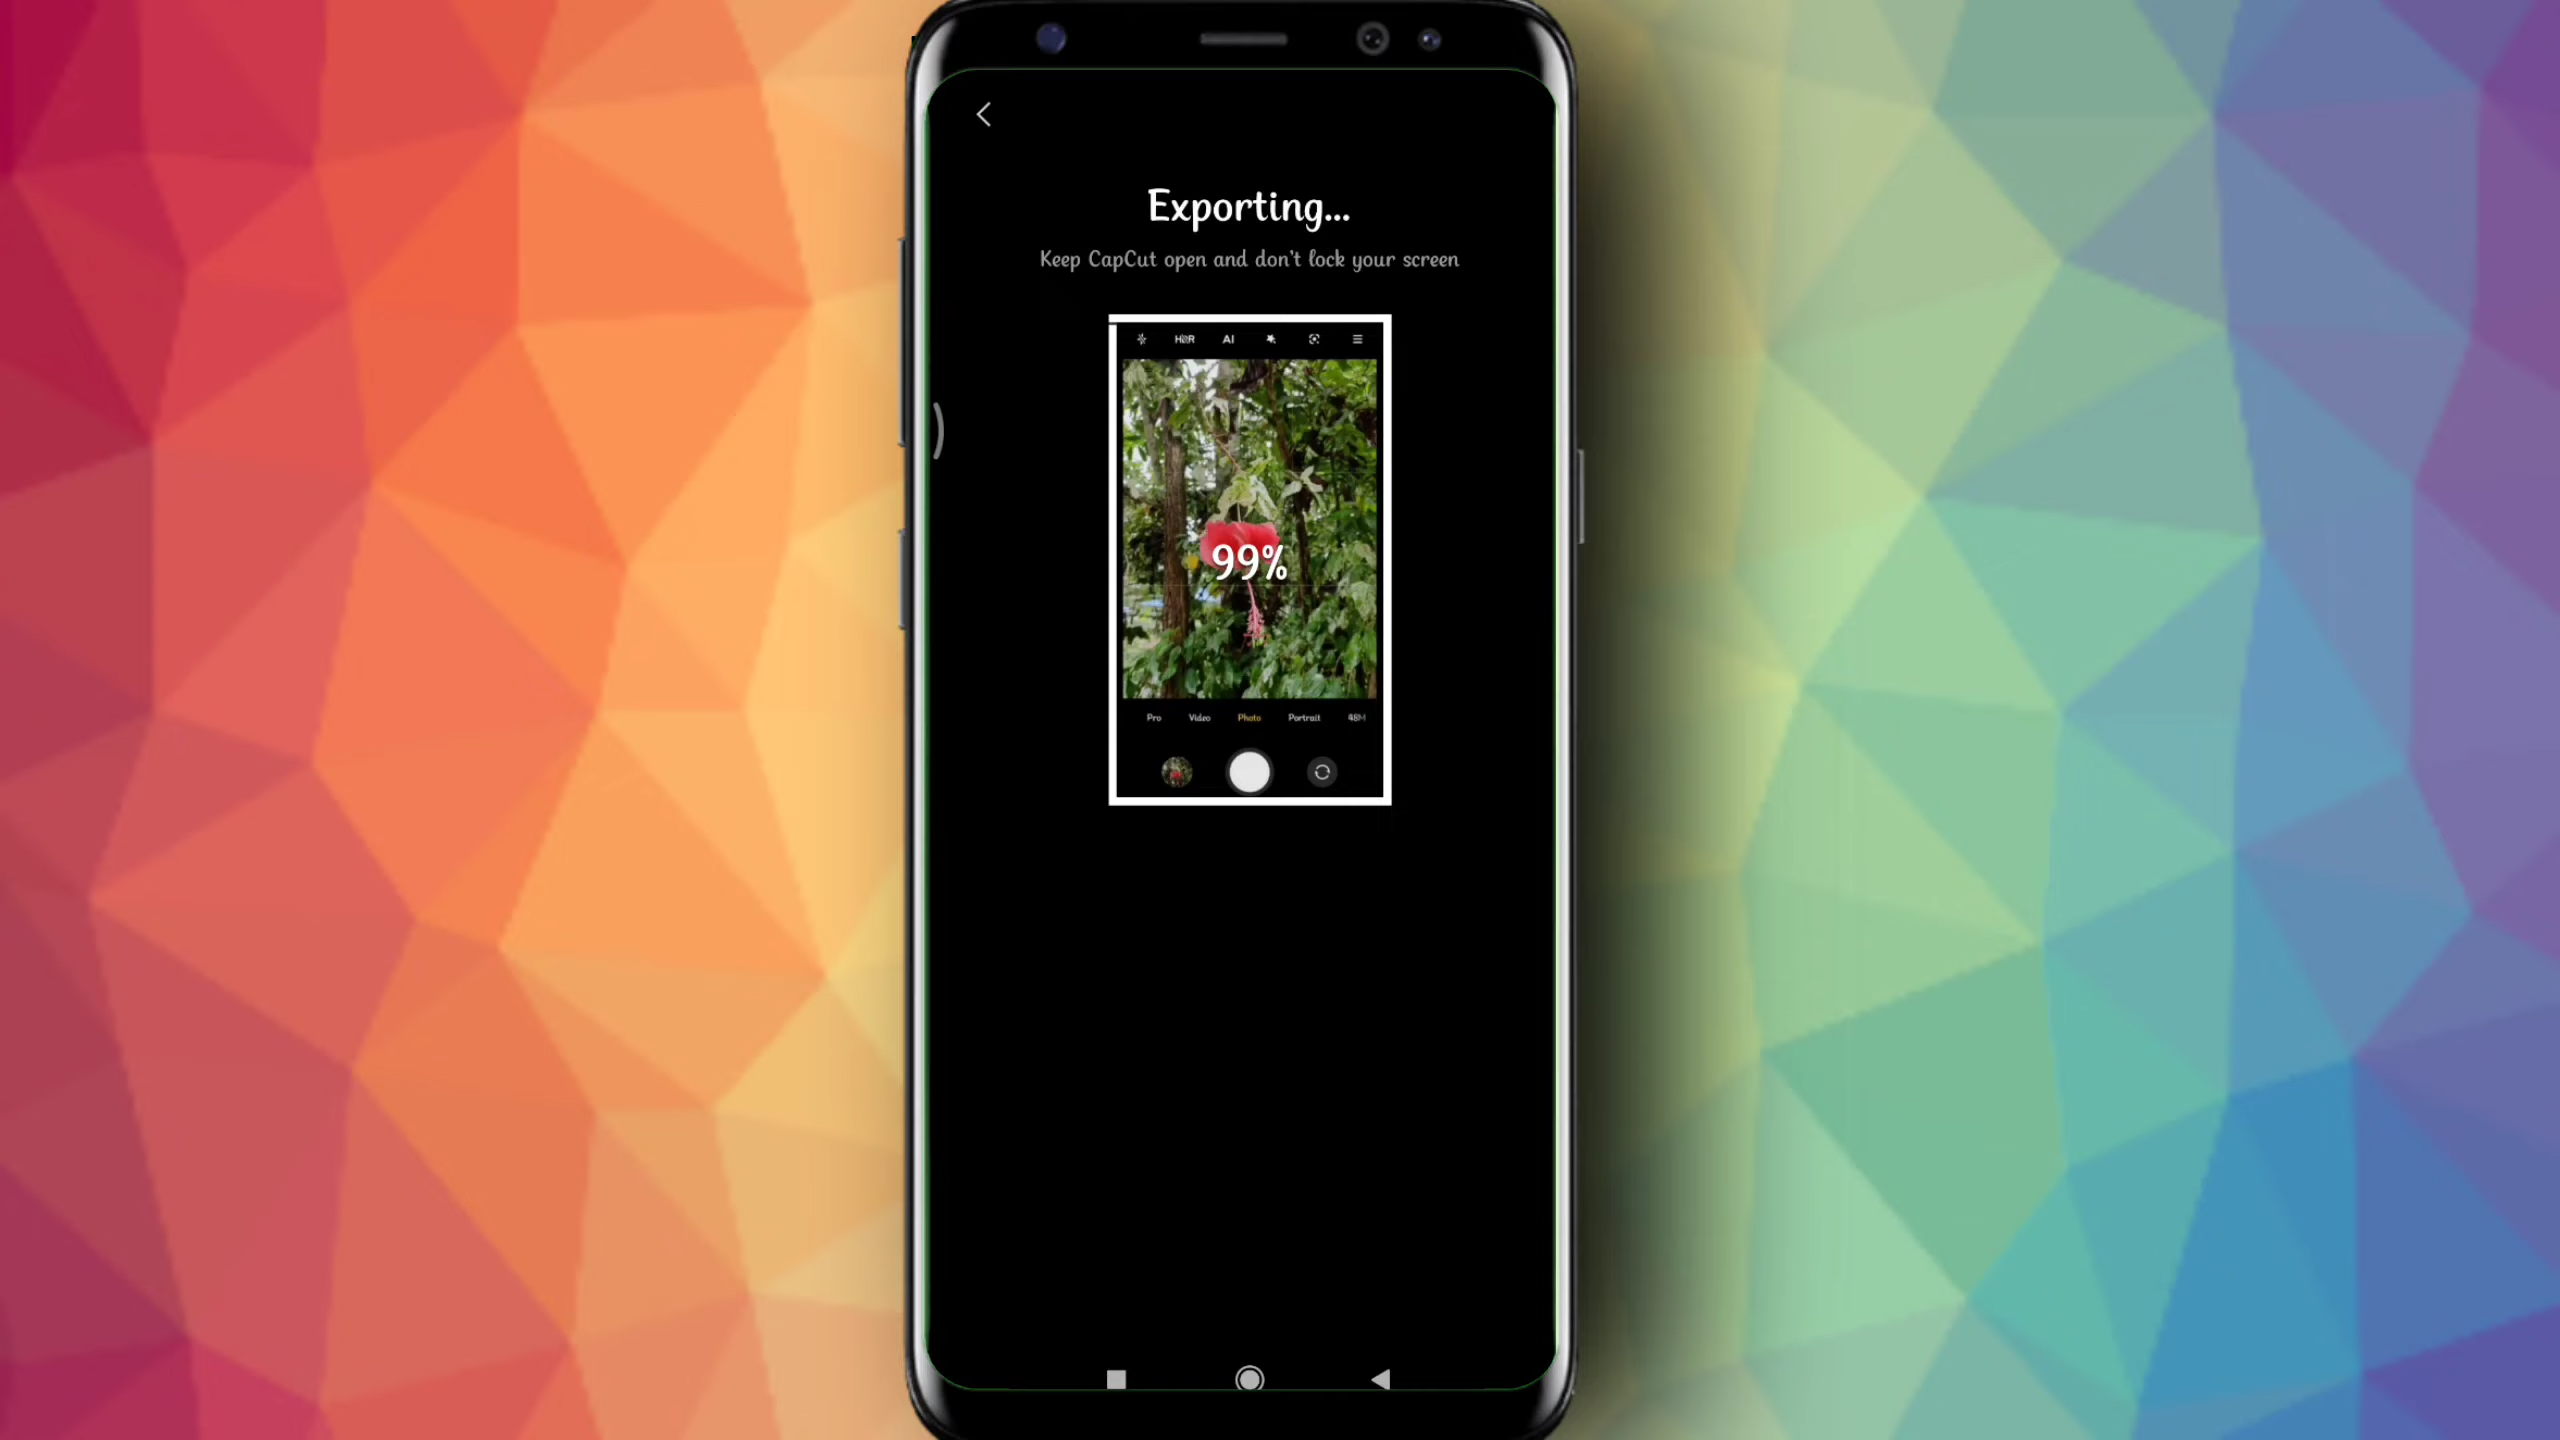 Exporting...
Keep CapCut open and don't lock your screen
HDR AI
99%
Pro Video Photo Portrait 48M